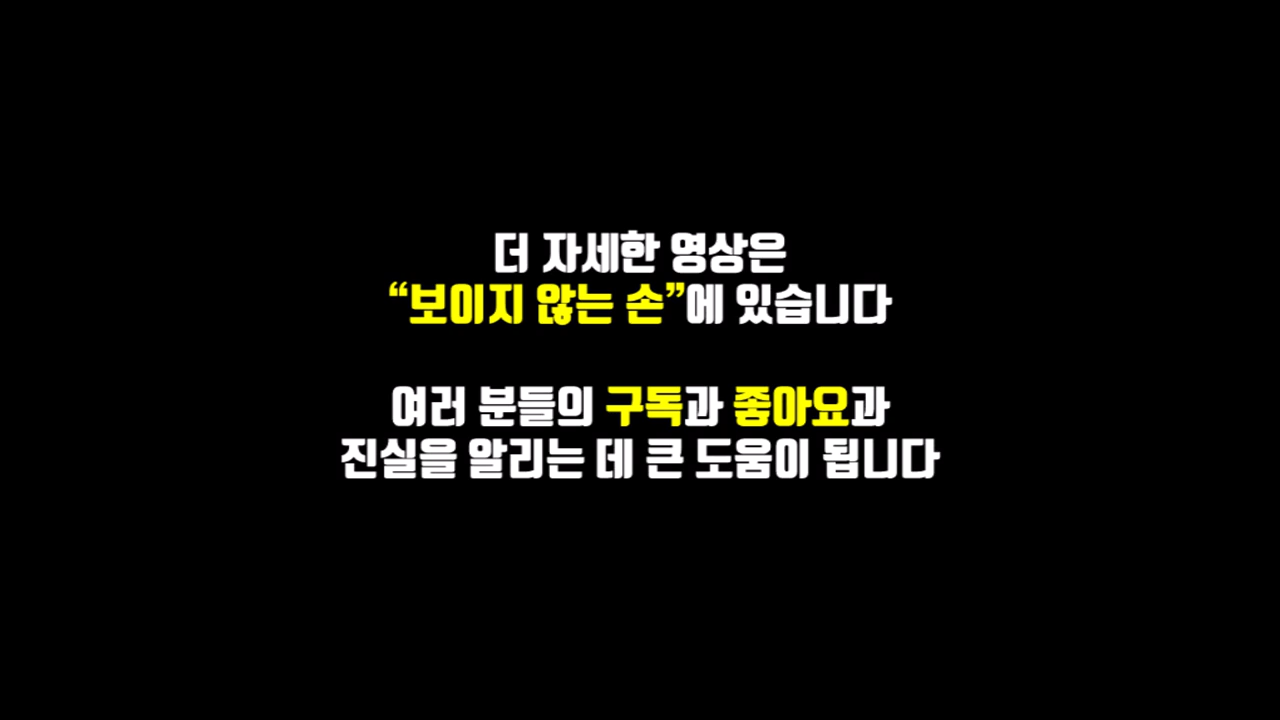 더 자세한 영상은
“보이지 않는 손”에 있습니다
여러 분들의 구독과 좋아요과
진실을 알리는 데 큰 도움이 됩니다